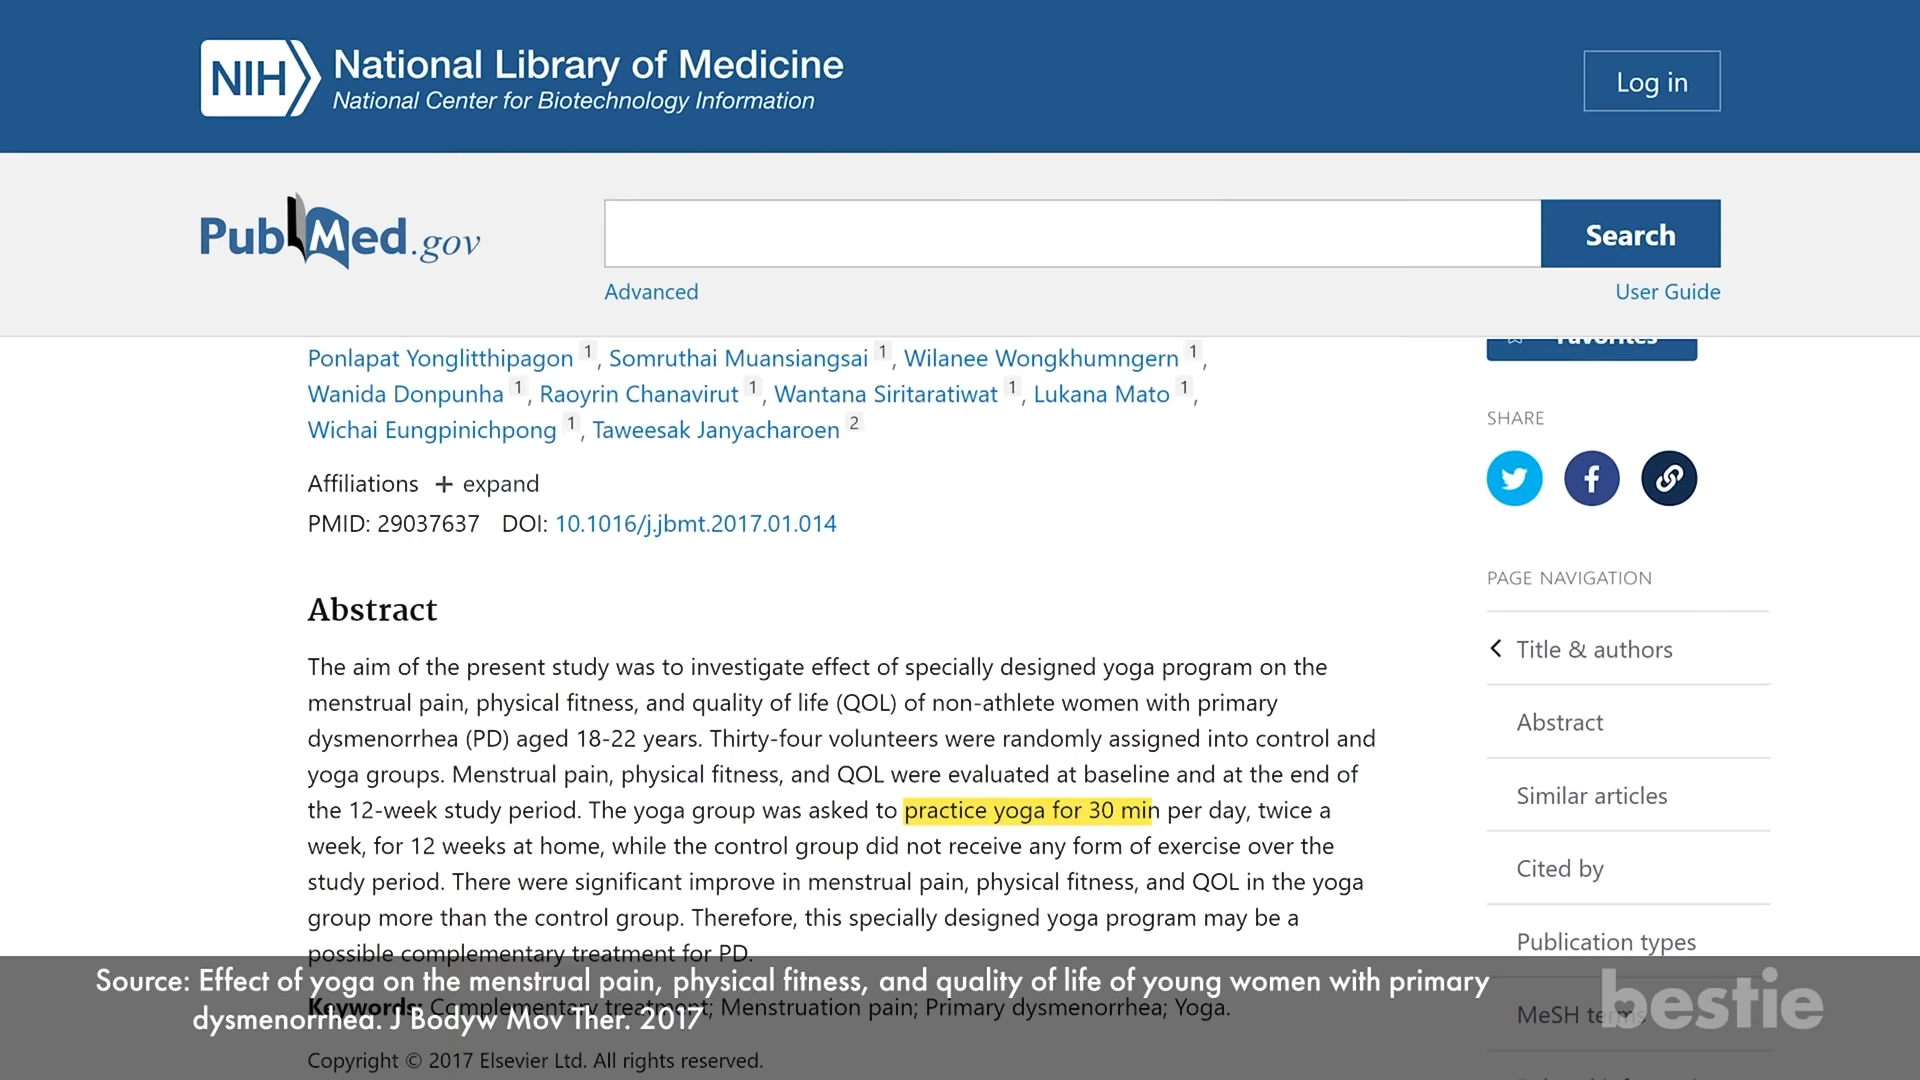 NIH National Library of Medicine
National Center for Biotechnology Information
Log in
PubMed.gov
Search
Advanced
User Guide
Favorites
Ponlapat Yonglitthipagon 1, Somruthai Muansiangsai 1, Wilanee Wongkhumngern 1,
Wanida Donpunha 1, Raoyrin Chanavirut 1, Wantana Siritaratiwat 1, Lukana Mato 1,
Wichai Eungpinichpong 1, Taweesak Janyacharoen 2
Affiliations + expand
PMID: 29037637 DOI: 10.1016/j.jbmt.2017.01.014
Abstract
The aim of the present study was to investigate effect of specially designed yoga program on the
menstrual pain, physical fitness, and quality of life (QOL) of non-athlete women with primary
dysmenorrhea (PD) aged 18-22 years. Thirty-four volunteers were randomly assigned into control and
yoga groups. Menstrual pain, physical fitness, and QOL were evaluated at baseline and at the end of
the 12-week study period. The yoga group was asked to practice yoga for 30 min per day, twice a
week, for 12 weeks at home, while the control group did not receive any form of exercise over the
study period. There were significant improve in menstrual pain, physical fitness, and QOL in the yoga
group more than the control group. Therefore, this specially designed yoga program may be a
possible complementary treatment for PD.
Keywords: Complementary treatment; Menstruation pain; Primary dysmenorrhea; Yoga.
Copyright © 2017 Elsevier Ltd. All rights reserved.
SHARE
PAGE NAVIGATION
Title & authors
Abstract
Similar articles
Cited by
Publication types
MeSH terms
Source: Effect of yoga on the menstrual pain, physical fitness, and quality of life of young women with primary
dysmenorrhea. J Bodyw Mov Ther. 2017
bestie